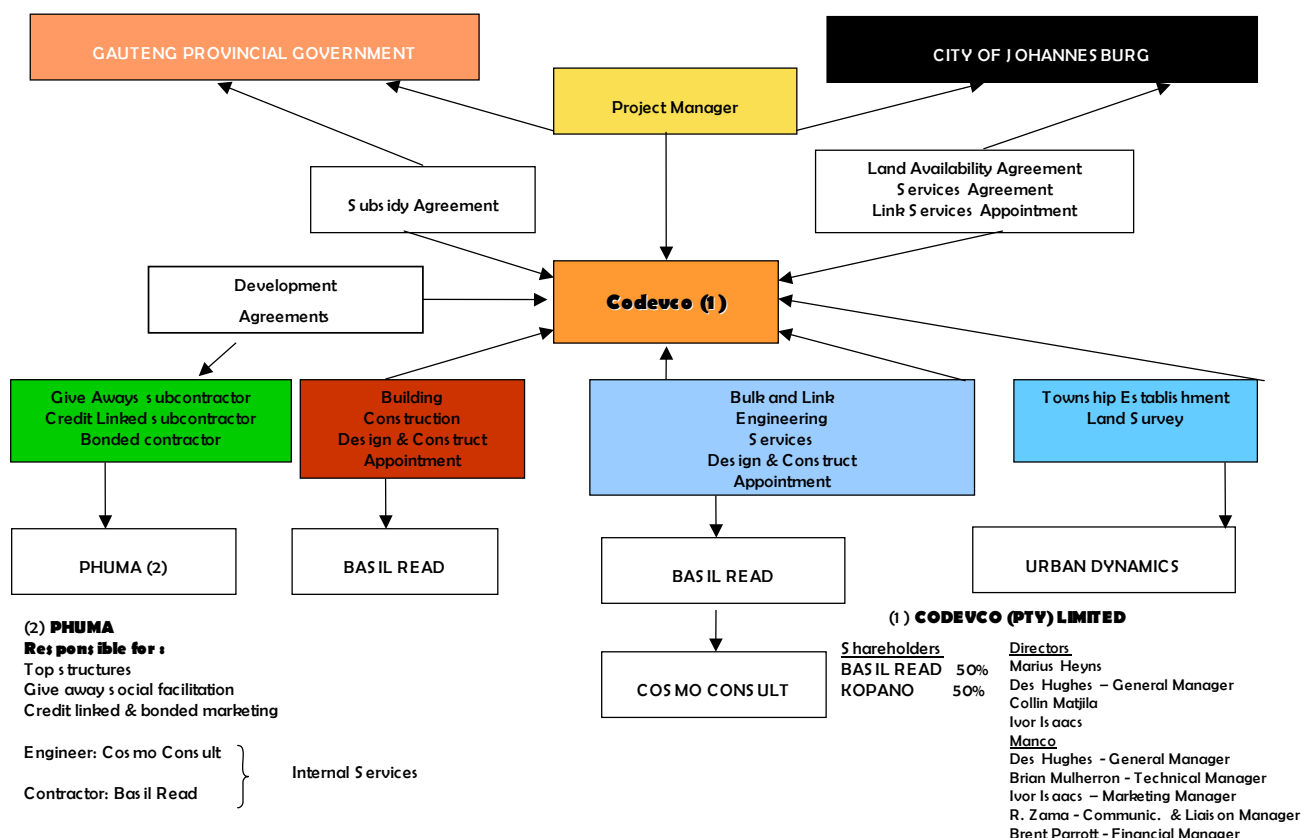 GAUTENG PROVINCIAL GOVERNMENT
CITY OF JOHANNESBURG
Project Manager
Subsidy Agreement
Land Availability Agreement
Services Agreement
Link Services Appointment
Development
Agreements
Codevco (1)
Give Aways subcontractor
Credit Linked subcontractor
Bonded contractor
Building
Construction
Design & Construct
Appointment
Bulk and Link
Engineering
Services
Design & Construct
Appointment
Township Establishment
Land Survey
PHUMA (2)
BASIL READ
BASIL READ
URBAN DYNAMICS
COSMO CONSULT
(2) PHUMA
Responsible for:
Top structures
Give away social facilitation
Credit linked & bonded marketing
Engineer: Cosmo Consult
Contractor: Basil Read
Internal Services
(1) CODEVCO (PTY) LIMITED
Shareholders
BASIL READ 50%
KOPANO 50%
Directors
Marius Heyns
Des Hughes – General Manager
Collin Matjila
Ivor Isaacs
Manco
Des Hughes - General Manager
Brian Mulherron - Technical Manager
Ivor Isaacs – Marketing Manager
R. Zama - Communic. & Liaison Manager
Brent Parrott - Financial Manager